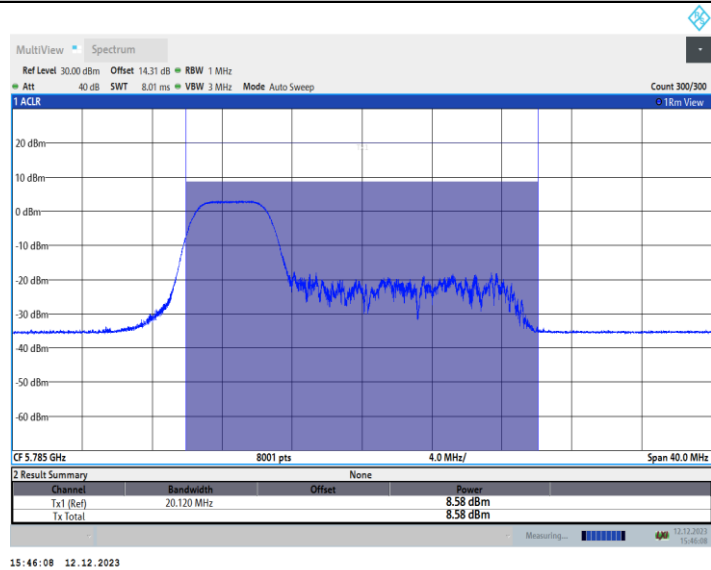 MultiView Spectrum
Ref Level 30.00 dBm Offset 14.31 dB RBW 1 MHz
Att 40 dB SWT 8.01 ms VBW 3 MHz Mode Auto Sweep Count 300/300
1 ACLR 1Rm View
20 dBm
10 dBm
0 dBm
-10 dBm
-20 dBm
-30 dBm
-40 dBm
-50 dBm
-60 dBm
CF 5.785 GHz 8001 pts 4.0 MHz/ Span 40.0 MHz
2 Result Summary None
Channel Bandwidth Offset Power
Tx1 (Ref) 20.120 MHz 8.58 dBm
Tx Total 8.58 dBm
Measuring... 12.12.2023
15:46:08
15:46:08 12.12.2023